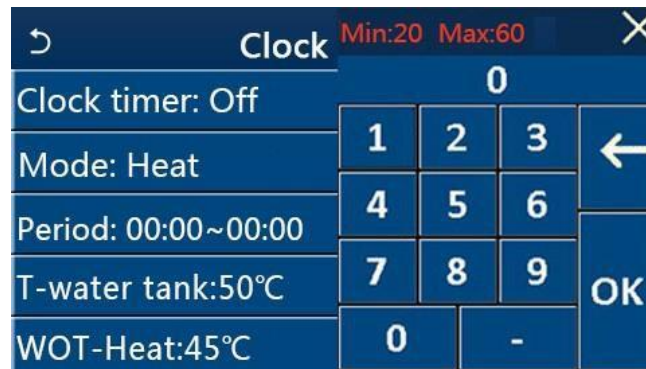 Clock
Clock timer: Off
Mode: Heat
Period: 00:00~00:00
T-water tank:50℃
WOT-Heat:45℃
Min:20 Max:60
0
1 2 3
4 5 6
7 8 9
OK
0 -